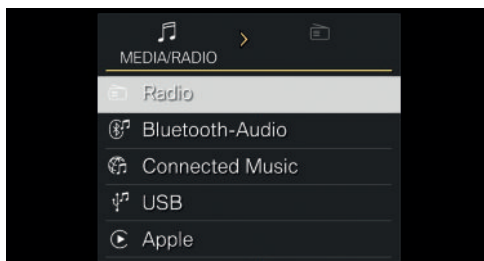 MEDIA/RADIO
Radio
Bluetooth-Audio
Connected Music
USB
Apple